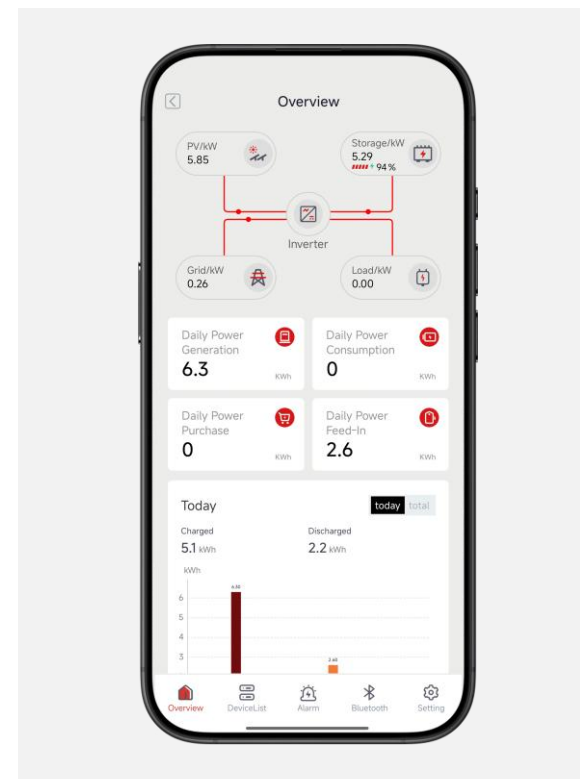 Overview
PV/kW
5.85
Storage/kW
5.29
94%
Inverter
Grid/kW
0.26
Load/kW
0.00
Daily Power
Generation
6.3
KWh
Daily Power
Consumption
0
KWh
Daily Power
Purchase
0
KWh
Daily Power
Feed-In
2.6
KWh
Today
today total
Charged
5.1 kWh
Discharged
2.2 kWh
kWh
6
5
4
3
Overview
DeviceList
Alarm
Bluetooth
Setting